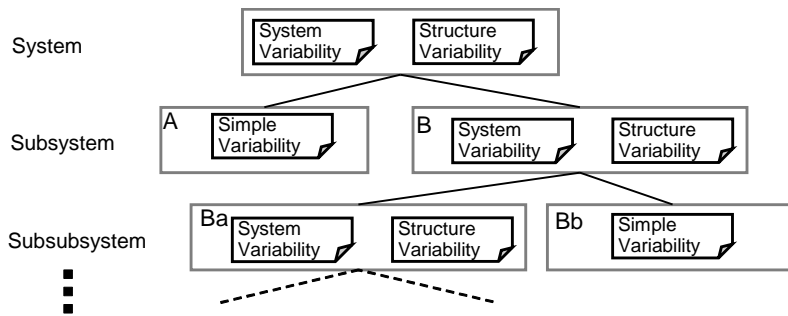 System
System Variability
Structure Variability
Subsystem
A
Simple Variability
B
System Variability
Structure Variability
Subsubsystem
Ba
System Variability
Structure Variability
Bb
Simple Variability